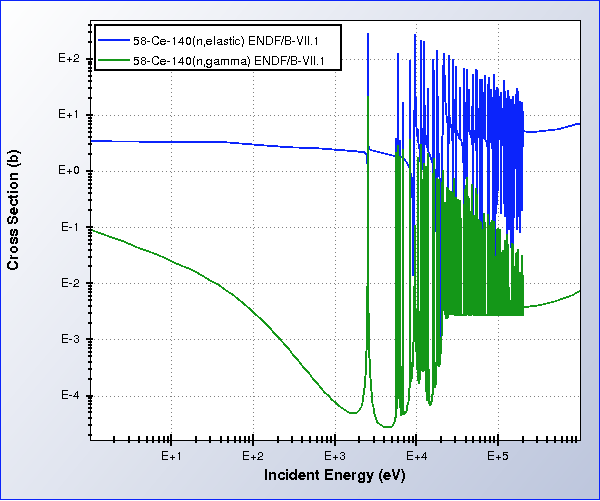 58-Ce-140(n,elastic) ENDF/B-VII.1
58-Ce-140(n,gamma) ENDF/B-VII.1
Cross Section (b)
E+2
E+1
E+0
E-1
E-2
E-3
E-4
E+1 E+2 E+3 E+4 E+5
Incident Energy (eV)